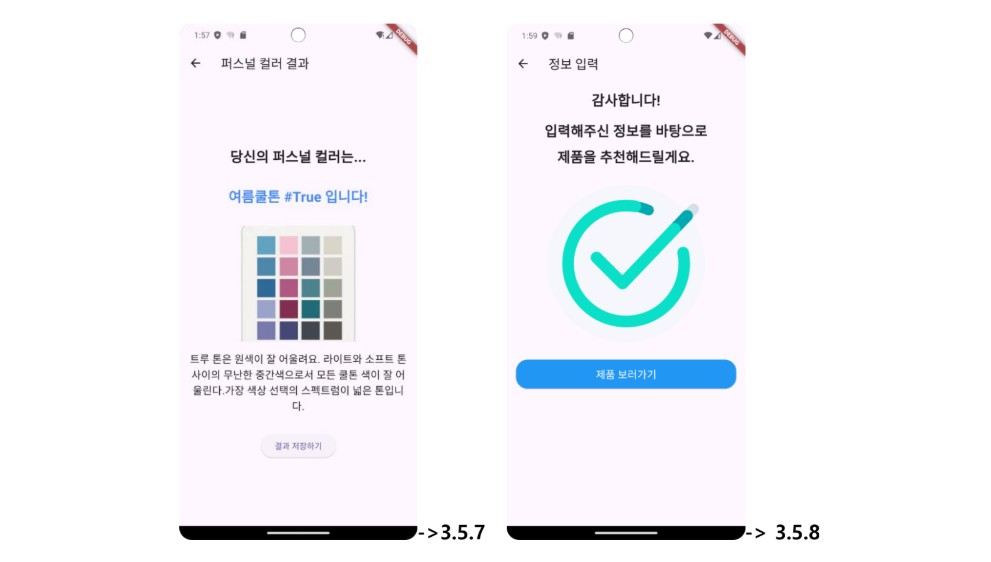 1:57
DEBUG
퍼스널 컬러 결과
당신의 퍼스널 컬러는...
여름쿨톤 #True 입니다!
트루 톤은 원색이 잘 어울려요. 라이트와 소프트 톤
사이의 무난한 중간색으로서 모든 쿨톤 색이 잘 어
울린다.가장 색상 선택의 스펙트럼이 넓은 톤입니
다.
결과 저장하기
->3.5.7
1:59
DEBUG
정보 입력
감사합니다!
입력해주신 정보를 바탕으로
제품을 추천해드릴게요.
제품 보러가기
-> 3.5.8